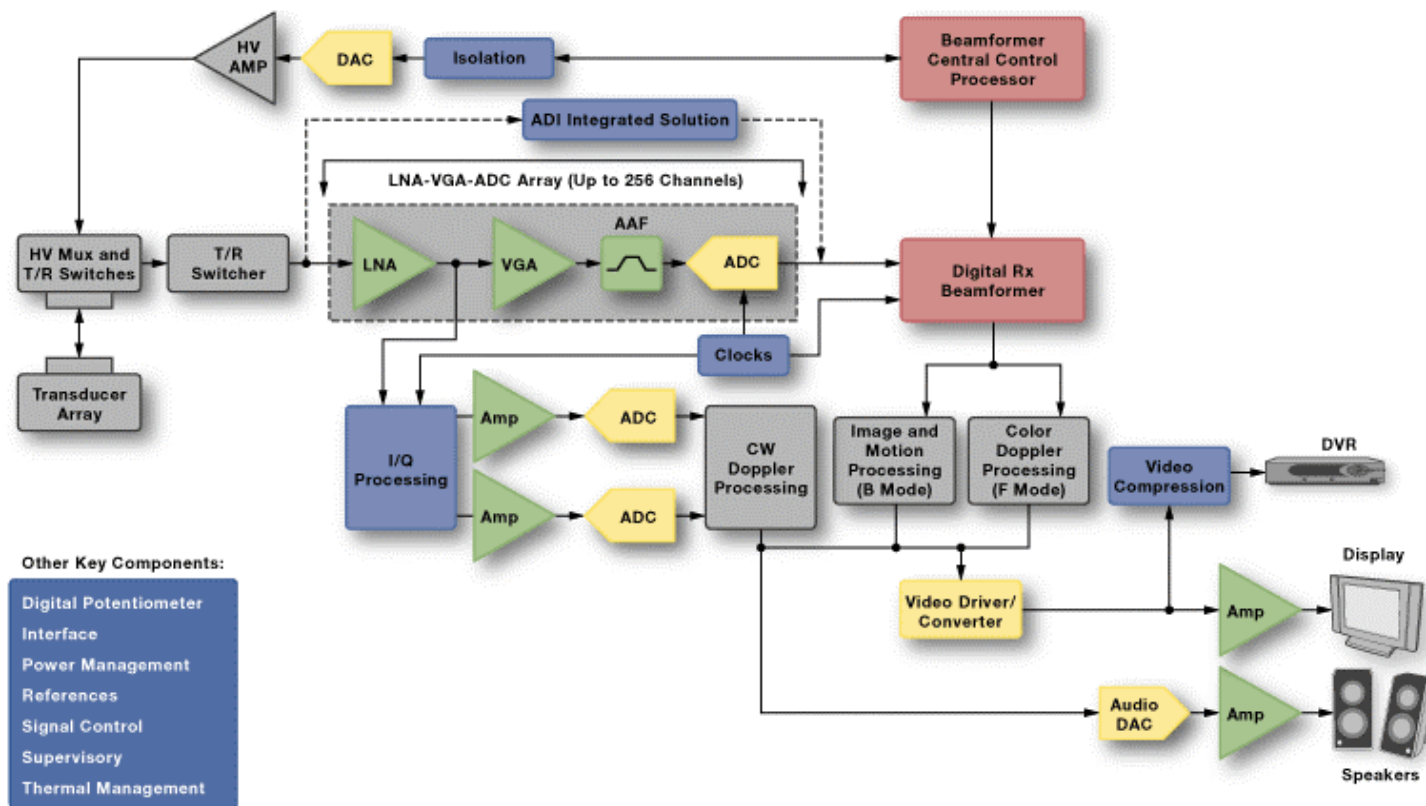 HV
AMP
DAC
Isolation
Beamformer
Central Control
Processor
ADI Integrated Solution
LNA-VGA-ADC Array (Up to 256 Channels)
HV Mux and
T/R Switches
T/R
Switcher
LNA
VGA
AAF
ADC
Digital Rx
Beamformer
Clocks
Transducer
Array
I/Q
Processing
Amp
ADC
Amp
ADC
CW
Doppler
Processing
Image and
Motion
Processing
(B Mode)
Color
Doppler
Processing
(F Mode)
Video
Compression
DVR
Video Driver/
Converter
Amp
Display
Audio
DAC
Amp
Speakers
Other Key Components:
Digital Potentiometer
Interface
Power Management
References
Signal Control
Supervisory
Thermal Management